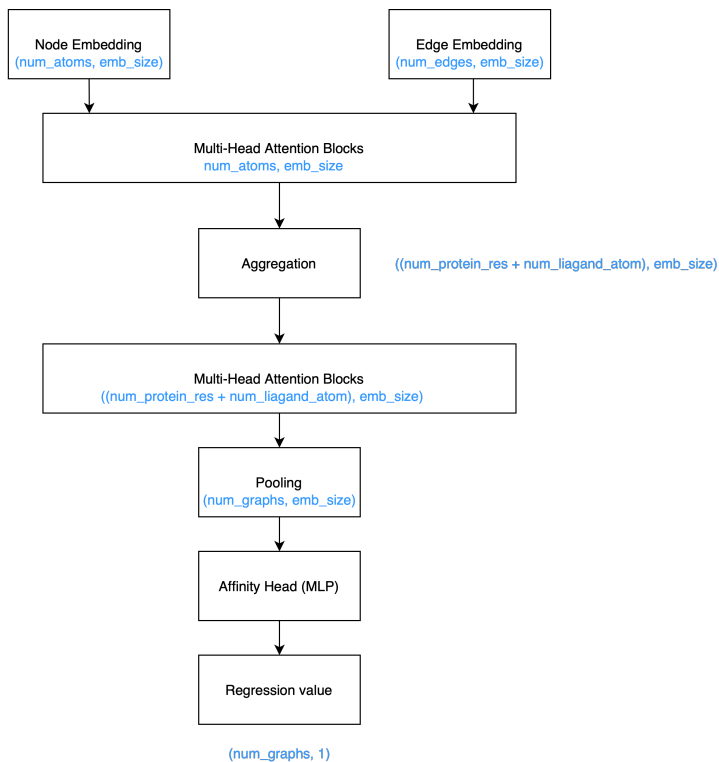 Node Embedding
(num_atoms, emb_size)
Edge Embedding
(num_edges, emb_size)
Multi-Head Attention Blocks
num_atoms, emb_size
Aggregation
((num_protein_res + num_liagand_atom), emb_size)
Multi-Head Attention Blocks
((num_protein_res + num_liagand_atom), emb_size)
Pooling
(num_graphs, emb_size)
Affinity Head (MLP)
Regression value
(num_graphs, 1)